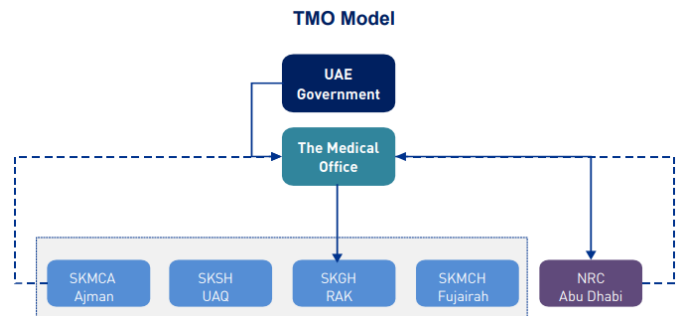 TMO Model
UAE
Government
The Medical
Office
SKMCA
Ajman
SKSH
UAQ
SKGH
RAK
SKMCH
Fujairah
NRC
Abu Dhabi